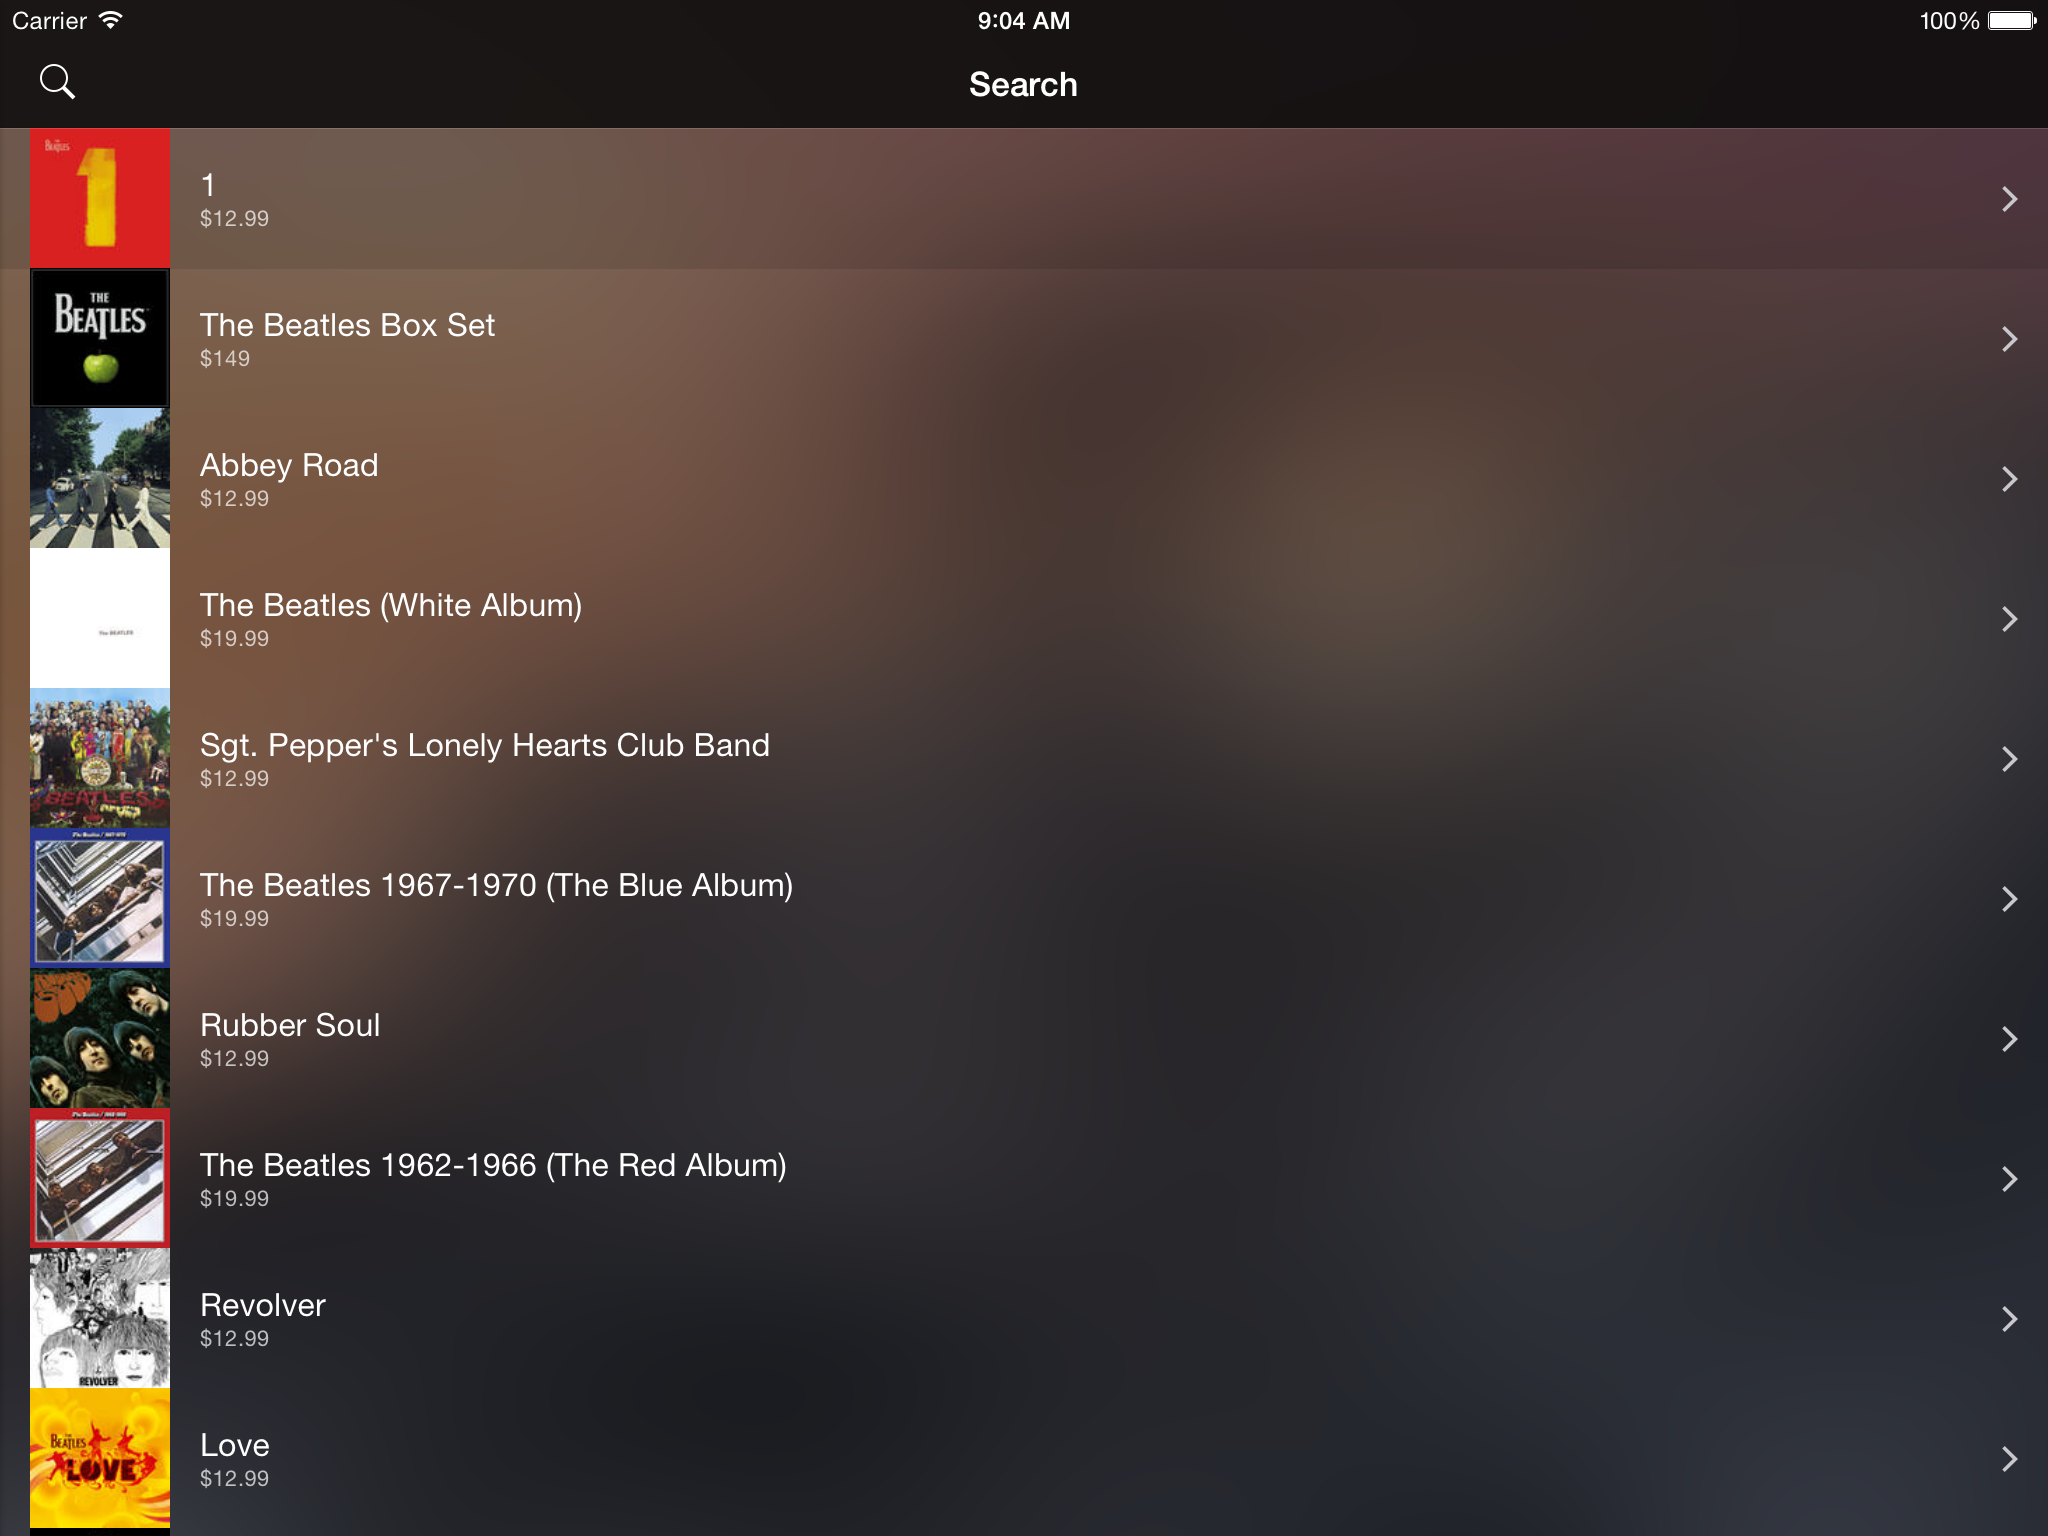 Carrier 9:04 AM 100%
Search
THE BEATLES
1
1
$12.99
THE
BEATLES
The Beatles Box Set
$149
Abbey Road
$12.99
The BEATLES
The Beatles (White Album)
$19.99
BEATLES
Sgt. Pepper's Lonely Hearts Club Band
$12.99
The Beatles / 1967-1970
The Beatles 1967-1970 (The Blue Album)
$19.99
Rubber Soul
$12.99
The Beatles / 1962-1966
The Beatles 1962-1966 (The Red Album)
$19.99
REVOLVER
Revolver
$12.99
THE BEATLES
LOVE
Love
$12.99